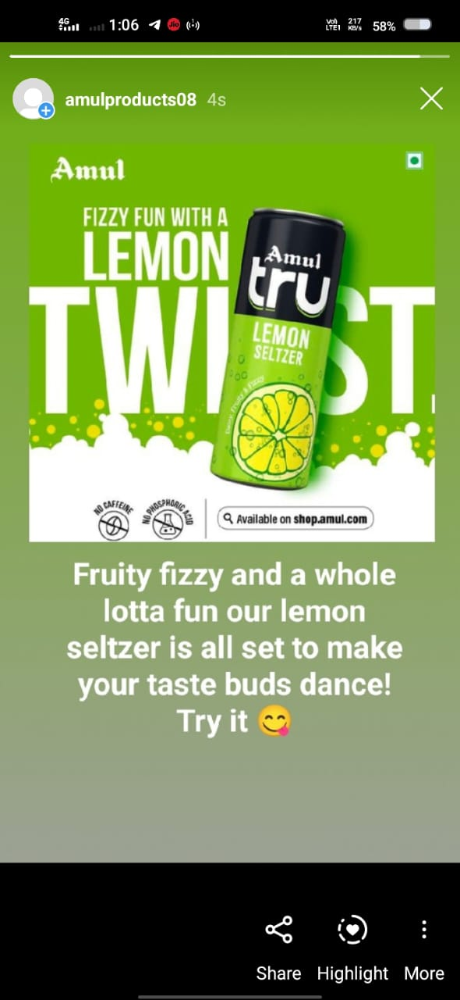 4G 1:06 Jio Vo) LTE1 217 KB/s 58%
amulproducts08 4s
Amul
FIZZY FUN WITH A
LEMON
TWIST
Amul
tru
LEMON
SELTZER
NO CAFFEINE
NO PHOSPHORIC ACID
Available on shop.amul.com
Fruity fizzy and a whole
lotta fun our lemon
seltzer is all set to make
your taste buds dance!
Try it 😋
Share Highlight More